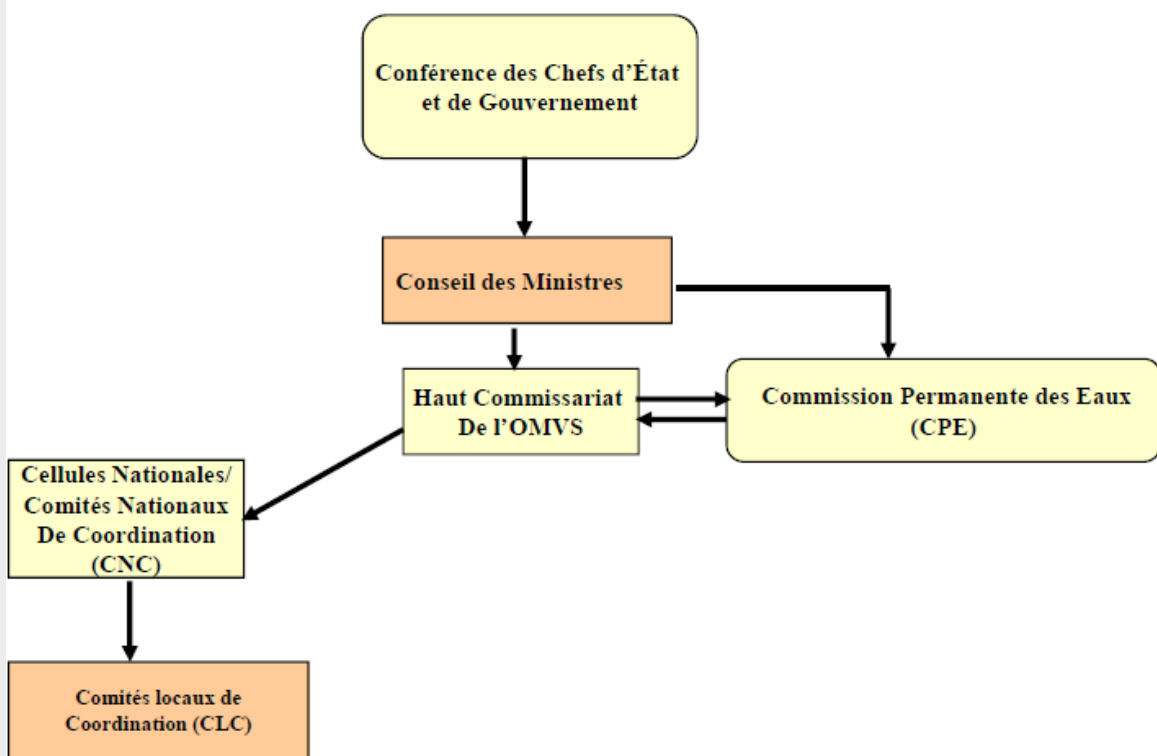 Conférence des Chefs d'État
et de Gouvernement
Conseil des Ministres
Haut Commissariat
De l'OMVS
Commission Permanente des Eaux
(CPE)
Cellules Nationales/
Comités Nationaux
De Coordination
(CNC)
Comités locaux de
Coordination (CLC)